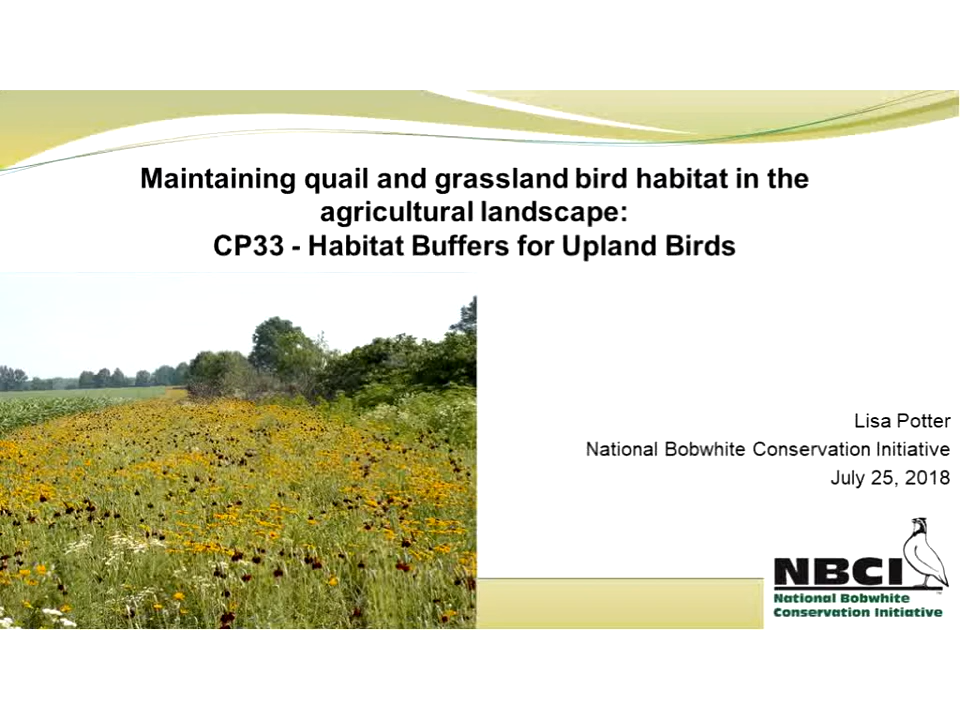 Maintaining quail and grassland bird habitat in the
agricultural landscape:
CP33 - Habitat Buffers for Upland Birds
Lisa Potter
National Bobwhite Conservation Initiative
July 25, 2018
NBCI
National Bobwhite
Conservation Initiative